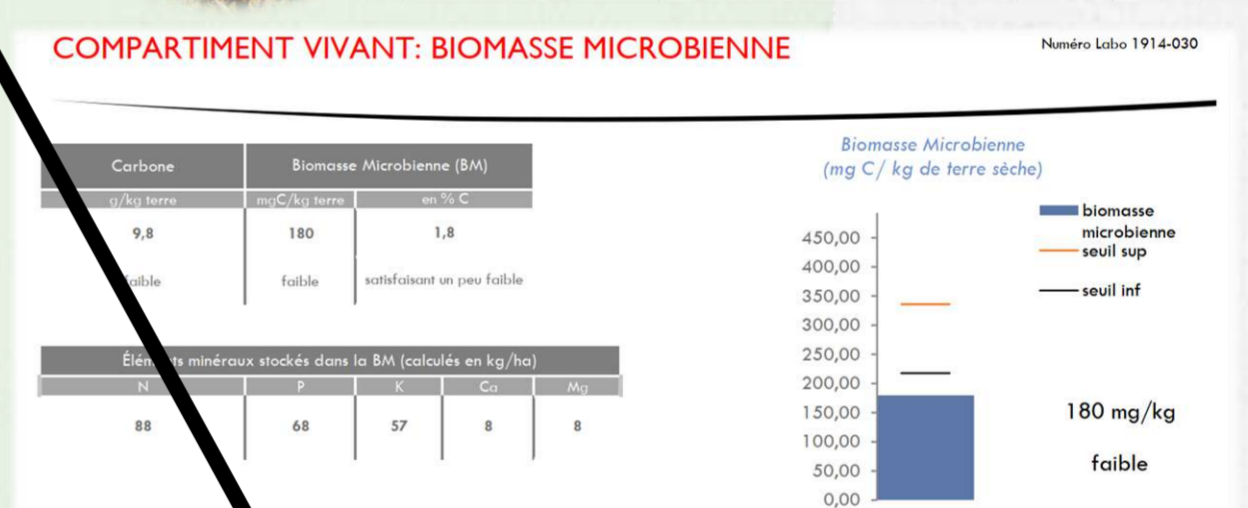 COMPARTIMENT VIVANT: BIOMASSE MICROBIENNE
Numéro Labo 1914-030
Carbone
Biomasse Microbienne (BM)
g/kg terre
mgC/kg terre
en % C
9,8
180
1,8
faible
satisfaisant un peu faible
minéraux stockés dans la BM (calculés en kg/ha)
N
P
K
Ca
Mg
88
68
57
8
8
Biomasse Microbienne
(mg C/ kg de terre sèche)
450,00
400,00
350,00
300,00
250,00
200,00
150,00
100,00
50,00
0,00
biomasse
microbienne
seuil sup
seuil inf
180 mg/kg
faible